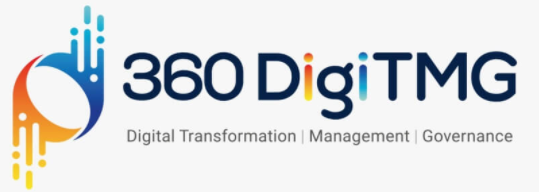 360 DigiTMG
Digital Transformation | Management | Governance